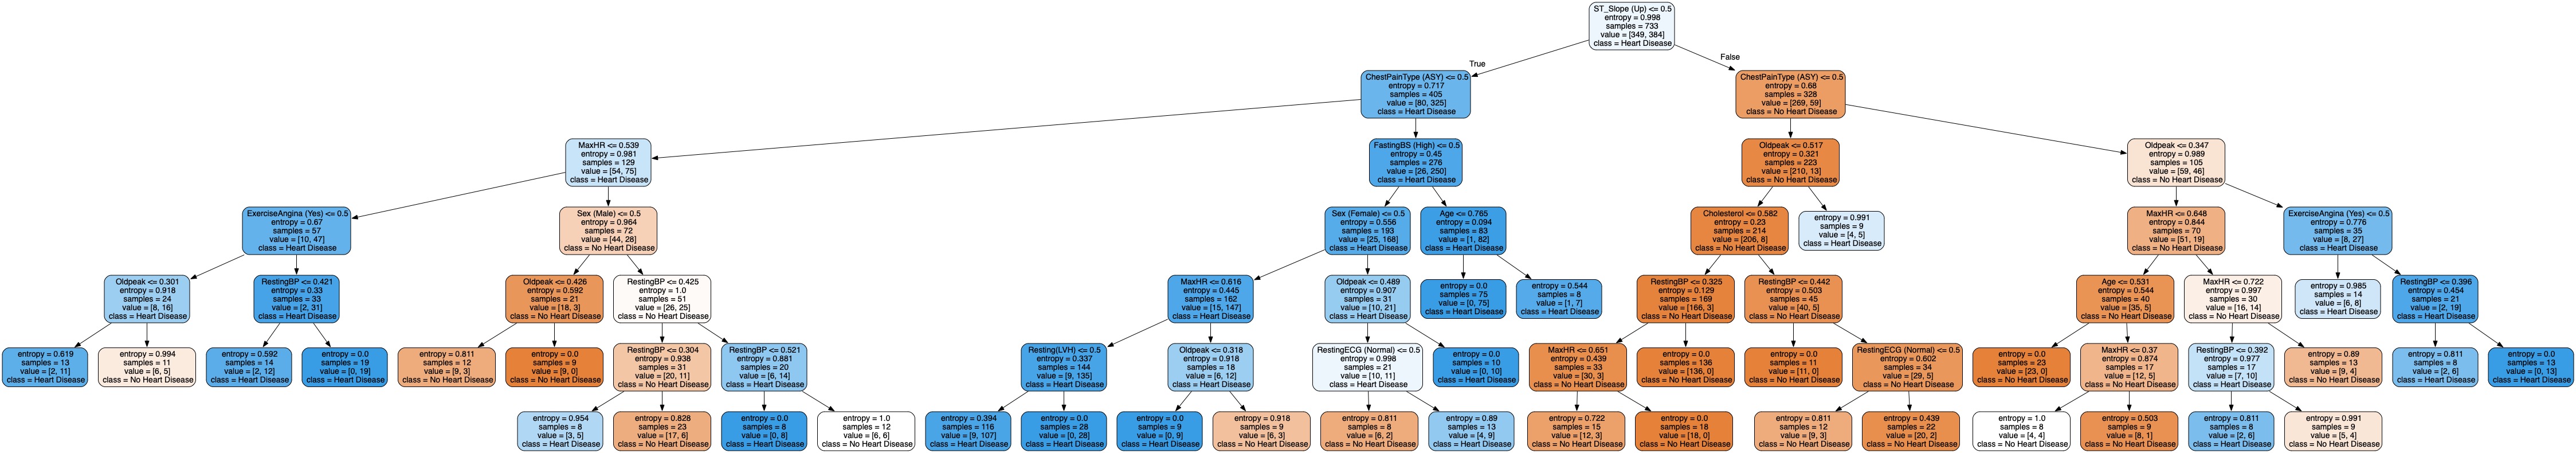 ST_Slope (Up) <= 0.5
entropy = 0.998
samples = 733
value = [349, 384]
class = Heart Disease
True
False
ChestPainType (ASY) <= 0.5
entropy = 0.717
samples = 405
value = [80, 325]
class = Heart Disease
ChestPainType (ASY) <= 0.5
entropy = 0.68
samples = 328
value = [269, 59]
class = No Heart Disease
MaxHR <= 0.539
entropy = 0.981
samples = 129
value = [54, 75]
class = Heart Disease
FastingBS (High) <= 0.5
entropy = 0.45
samples = 276
value = [26, 250]
class = Heart Disease
Oldpeak <= 0.517
entropy = 0.321
samples = 223
value = [210, 13]
class = No Heart Disease
Oldpeak <= 0.347
entropy = 0.989
samples = 105
value = [59, 46]
class = No Heart Disease
ExerciseAngina (Yes) <= 0.5
entropy = 0.67
samples = 57
value = [10, 47]
class = Heart Disease
Sex (Male) <= 0.5
entropy = 0.964
samples = 72
value = [44, 28]
class = No Heart Disease
Sex (Female) <= 0.5
entropy = 0.556
samples = 193
value = [25, 168]
class = Heart Disease
Age <= 0.765
entropy = 0.094
samples = 83
value = [1, 82]
class = Heart Disease
Cholesterol <= 0.582
entropy = 0.23
samples = 214
value = [206, 8]
class = No Heart Disease
entropy = 0.991
samples = 9
value = [4, 5]
class = Heart Disease
MaxHR <= 0.648
entropy = 0.844
samples = 70
value = [51, 19]
class = No Heart Disease
ExerciseAngina (Yes) <= 0.5
entropy = 0.776
samples = 35
value = [8, 27]
class = Heart Disease
Oldpeak <= 0.301
entropy = 0.918
samples = 24
value = [8, 16]
class = Heart Disease
RestingBP <= 0.421
entropy = 0.33
samples = 33
value = [2, 31]
class = Heart Disease
Oldpeak <= 0.426
entropy = 0.592
samples = 21
value = [18, 3]
class = No Heart Disease
RestingBP <= 0.425
entropy = 1.0
samples = 51
value = [26, 25]
class = No Heart Disease
MaxHR <= 0.616
entropy = 0.445
samples = 162
value = [15, 147]
class = Heart Disease
Oldpeak <= 0.489
entropy = 0.907
samples = 31
value = [10, 21]
class = Heart Disease
entropy = 0.0
samples = 75
value = [0, 75]
class = Heart Disease
entropy = 0.544
samples = 8
value = [1, 7]
class = Heart Disease
RestingBP <= 0.325
entropy = 0.129
samples = 169
value = [166, 3]
class = No Heart Disease
RestingBP <= 0.442
entropy = 0.503
samples = 45
value = [40, 5]
class = No Heart Disease
Age <= 0.531
entropy = 0.544
samples = 40
value = [35, 5]
class = No Heart Disease
MaxHR <= 0.722
entropy = 0.997
samples = 30
value = [16, 14]
class = No Heart Disease
entropy = 0.985
samples = 14
value = [6, 8]
class = Heart Disease
RestingBP <= 0.396
entropy = 0.454
samples = 21
value = [2, 19]
class = Heart Disease
entropy = 0.619
samples = 13
value = [2, 11]
class = Heart Disease
entropy = 0.994
samples = 11
value = [6, 5]
class = No Heart Disease
entropy = 0.592
samples = 14
value = [2, 12]
class = Heart Disease
entropy = 0.0
samples = 19
value = [0, 19]
class = Heart Disease
entropy = 0.811
samples = 12
value = [9, 3]
class = No Heart Disease
entropy = 0.0
samples = 9
value = [9, 0]
class = No Heart Disease
RestingBP <= 0.304
entropy = 0.938
samples = 31
value = [20, 11]
class = No Heart Disease
RestingBP <= 0.521
entropy = 0.881
samples = 20
value = [6, 14]
class = Heart Disease
Resting(LVH) <= 0.5
entropy = 0.337
samples = 144
value = [9, 135]
class = Heart Disease
Oldpeak <= 0.318
entropy = 0.918
samples = 18
value = [6, 12]
class = Heart Disease
RestingECG (Normal) <= 0.5
entropy = 0.998
samples = 21
value = [10, 11]
class = Heart Disease
entropy = 0.0
samples = 10
value = [0, 10]
class = Heart Disease
MaxHR <= 0.651
entropy = 0.439
samples = 33
value = [30, 3]
class = No Heart Disease
entropy = 0.0
samples = 136
value = [136, 0]
class = No Heart Disease
entropy = 0.0
samples = 11
value = [11, 0]
class = No Heart Disease
RestingECG (Normal) <= 0.5
entropy = 0.602
samples = 34
value = [29, 5]
class = No Heart Disease
entropy = 0.0
samples = 23
value = [23, 0]
class = No Heart Disease
MaxHR <= 0.37
entropy = 0.874
samples = 17
value = [12, 5]
class = No Heart Disease
RestingBP <= 0.392
entropy = 0.977
samples = 17
value = [7, 10]
class = Heart Disease
entropy = 0.89
samples = 13
value = [9, 4]
class = No Heart Disease
entropy = 0.811
samples = 8
value = [2, 6]
class = Heart Disease
entropy = 0.0
samples = 13
value = [0, 13]
class = Heart Disease
entropy = 0.954
samples = 8
value = [3, 5]
class = Heart Disease
entropy = 0.828
samples = 23
value = [17, 6]
class = No Heart Disease
entropy = 0.0
samples = 8
value = [0, 8]
class = Heart Disease
entropy = 1.0
samples = 12
value = [6, 6]
class = No Heart Disease
entropy = 0.394
samples = 116
value = [9, 107]
class = Heart Disease
entropy = 0.0
samples = 28
value = [0, 28]
class = Heart Disease
entropy = 0.0
samples = 9
value = [0, 9]
class = Heart Disease
entropy = 0.918
samples = 9
value = [6, 3]
class = No Heart Disease
entropy = 0.811
samples = 8
value = [6, 2]
class = No Heart Disease
entropy = 0.89
samples = 13
value = [4, 9]
class = Heart Disease
entropy = 0.722
samples = 15
value = [12, 3]
class = No Heart Disease
entropy = 0.0
samples = 18
value = [18, 0]
class = No Heart Disease
entropy = 0.811
samples = 12
value = [9, 3]
class = No Heart Disease
entropy = 0.439
samples = 22
value = [20, 2]
class = No Heart Disease
entropy = 1.0
samples = 8
value = [4, 4]
class = No Heart Disease
entropy = 0.503
samples = 9
value = [8, 1]
class = No Heart Disease
entropy = 0.811
samples = 8
value = [2, 6]
class = Heart Disease
entropy = 0.991
samples = 9
value = [5, 4]
class = No Heart Disease